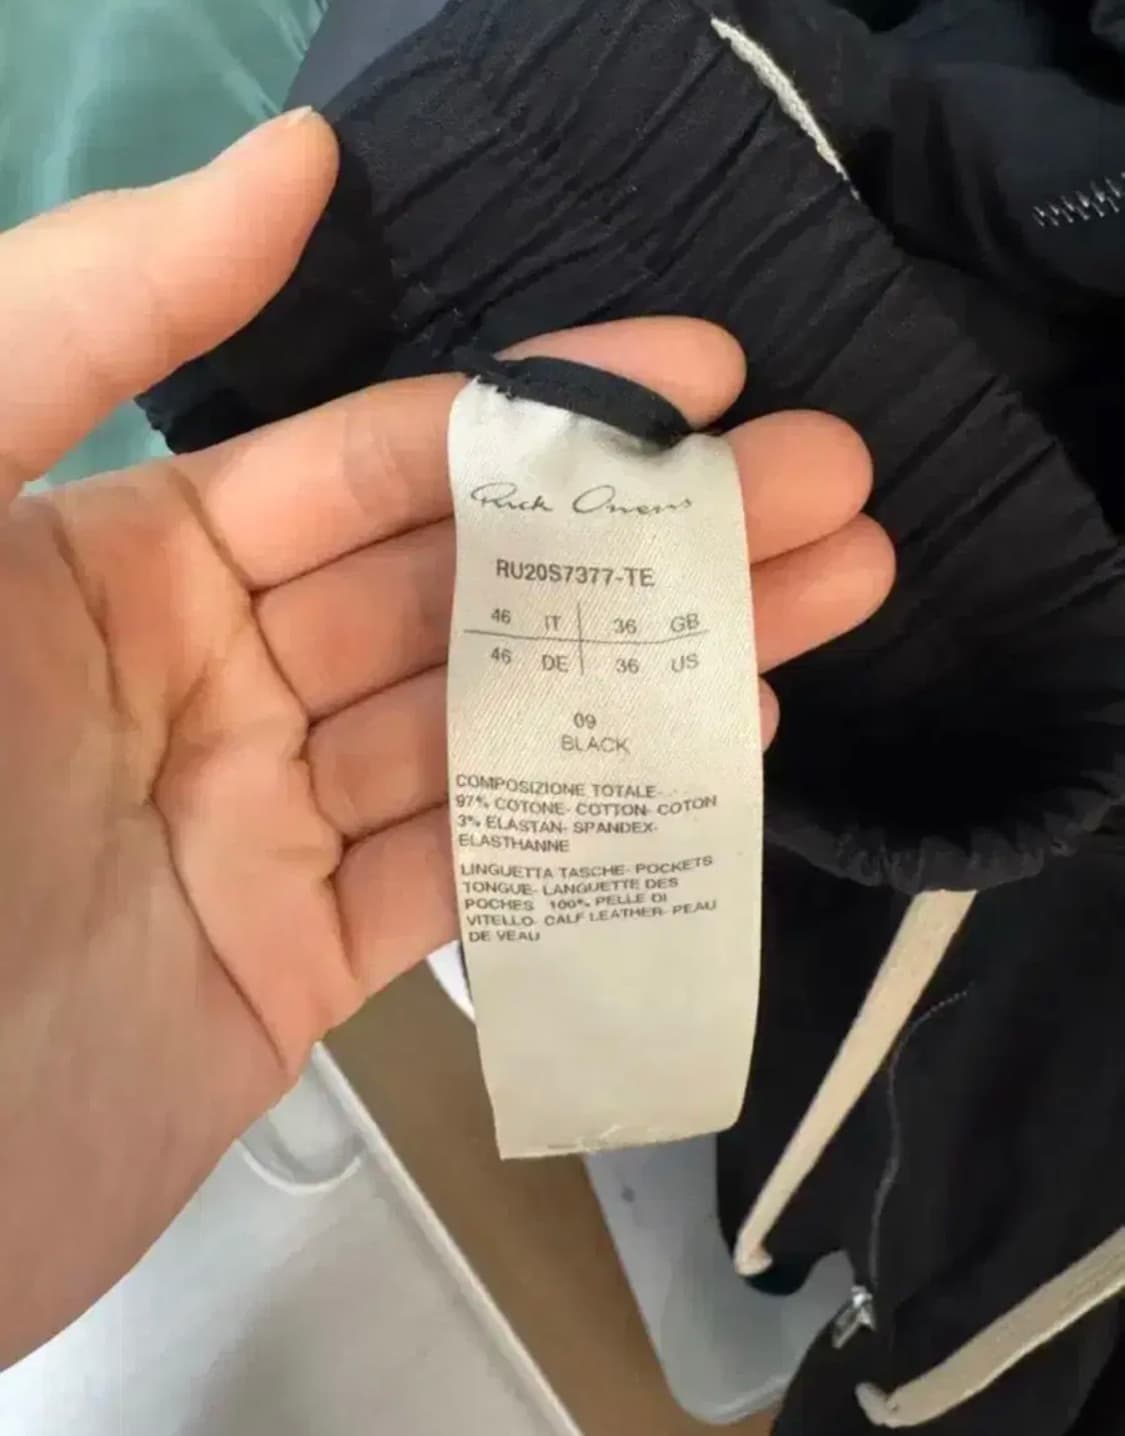 Rick Owens
RU20S7377-TE
46 IT 36 GB
46 DE 36 US
09
BLACK
COMPOSIZIONE TOTALE-
97% COTONE- COTTON- COTON
3% ELASTAN- SPANDEX-
ELASTHANNE
LINGUETTA TASCHE- POCKETS
TONGUE- LANGUETTE DES
POCHES 100% PELLE DI
VITELLO- CALF LEATHER- PEAU
DE VEAU